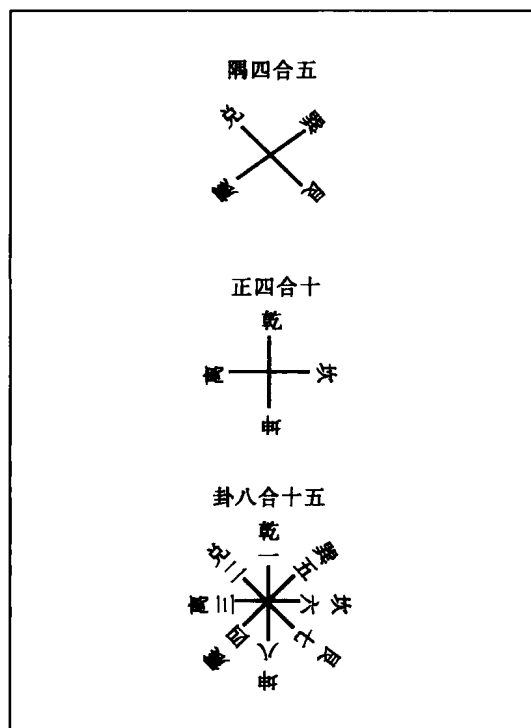 隅四合五
兑 巽
震 艮
正四合十
乾
离 坎
坤
卦八合十五
乾
一
兑 二 五 巽
离 三 六 坎
震 四 七 艮
八
坤